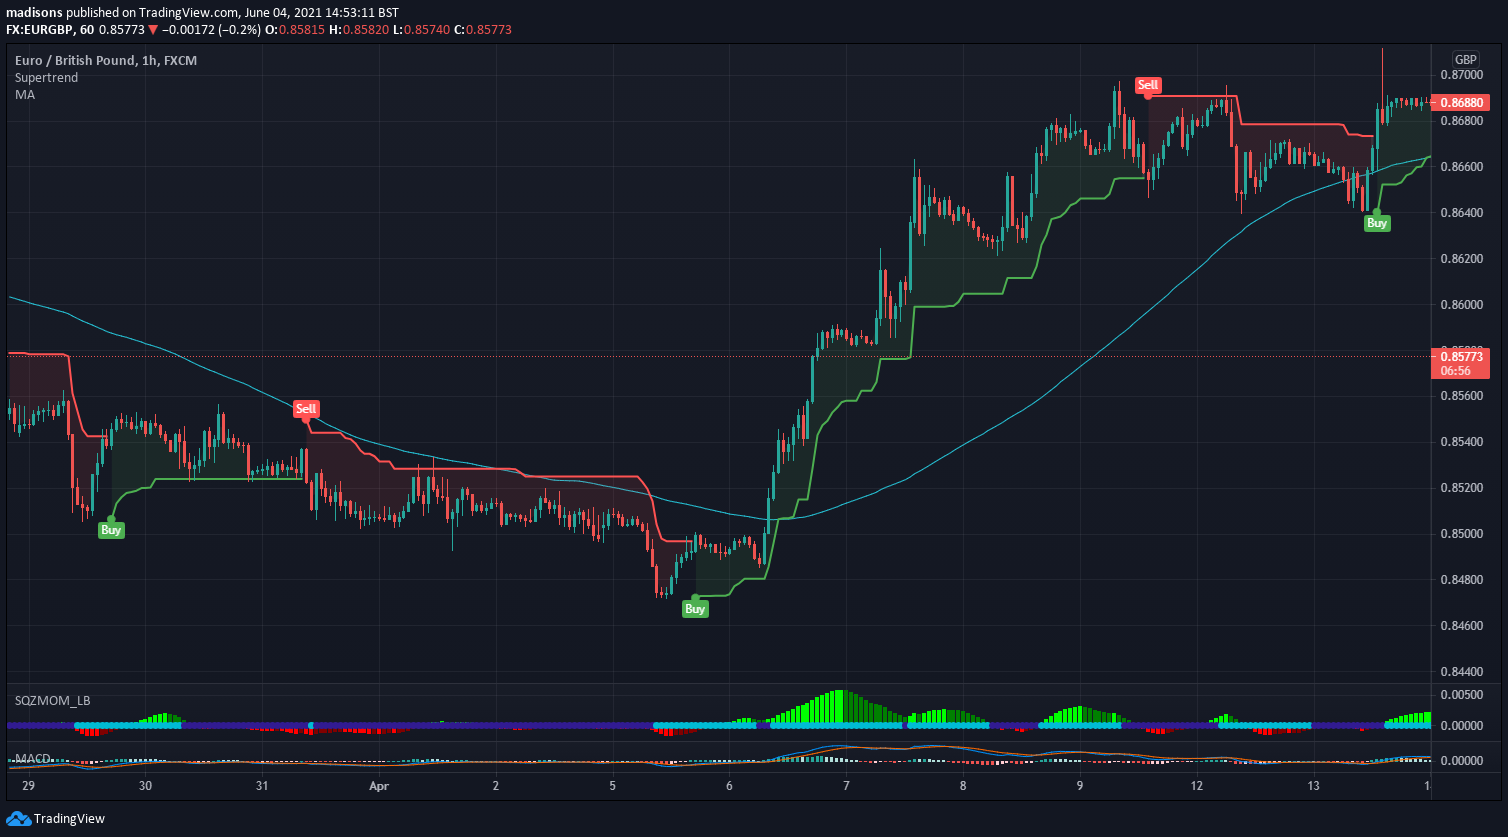 madisons published on TradingView.com, June 04, 2021 14:53:11 BST
FX:EURGBP, 60 0.85773 ▼ −0.00172 (−0.2%) O:0.85815 H:0.85820 L:0.85740 C:0.85773
Euro / British Pound, 1h, FXCM
Supertrend
MA
GBP
0.87000
0.86880
0.86800
0.86600
0.86400
0.86200
0.86000
0.85773
06:56
0.85600
0.85400
0.85200
0.85000
0.84800
0.84600
0.84400
Sell
Buy
Sell
Buy
Buy
SQZMOM_LB
0.00500
0.00000
MACD
0.00000
29
30
31
Apr
2
5
6
7
8
9
12
13
TradingView